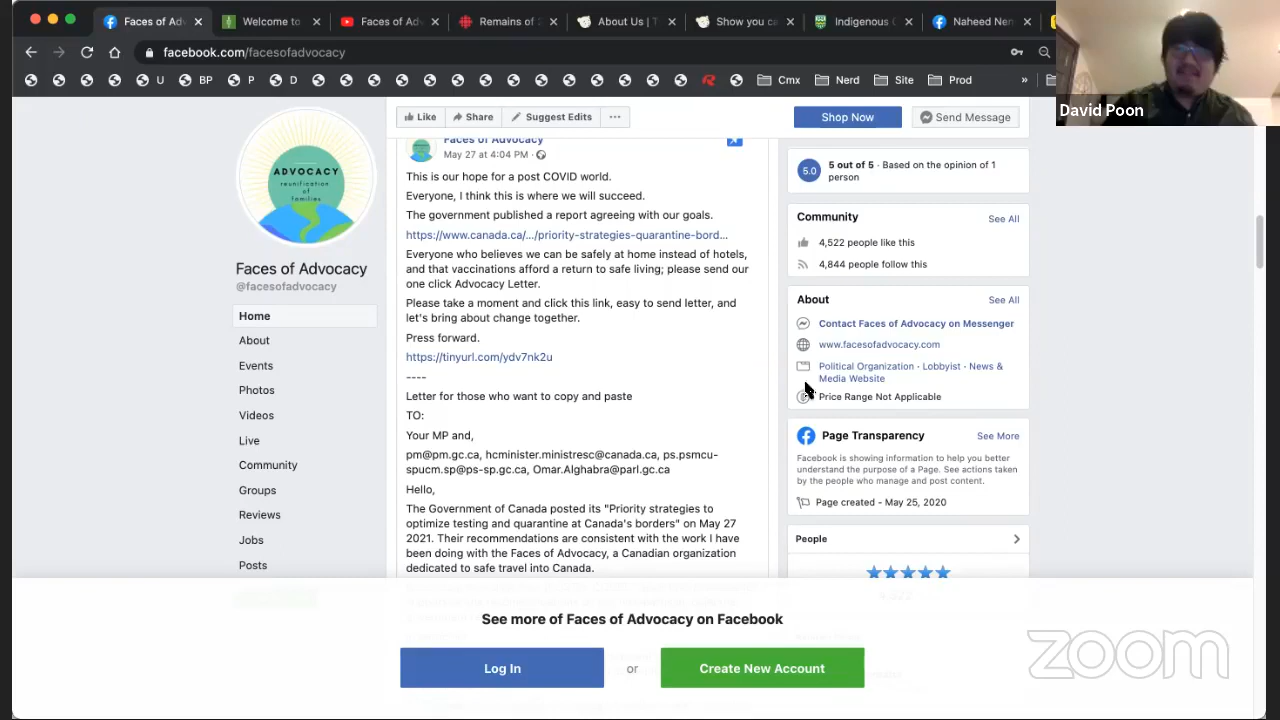 Faces of Adv
Welcome to
Faces of Adv
Remains of
About Us | T
Show you ca
Indigenous
Naheed Nen
facebook.com/facesofadvocacy
U
BP
P
D
Cmx
Nerd
Site
Prod
»
David Poon
ADVOCACY
reunification
of
families
Faces of Advocacy
@facesofadvocacy
Home
About
Events
Photos
Videos
Live
Community
Groups
Reviews
Jobs
Posts
Like
Share
Suggest Edits
...
Shop Now
Send Message
Faces of Advocacy
May 27 at 4:04 PM ·
This is our hope for a post COVID world.
Everyone, I think this is where we will succeed.
The government published a report agreeing with our goals.
https://www.canada.ca/.../priority-strategies-quarantine-bord...
Everyone who believes we can be safely at home instead of hotels,
and that vaccinations afford a return to safe living; please send our
one click Advocacy Letter.
Please take a moment and click this link, easy to send letter, and
let's bring about change together.
Press forward.
https://tinyurl.com/ydv7nk2u
----
Letter for those who want to copy and paste
TO:
Your MP and,
pm@pm.gc.ca, hcminister.ministresc@canada.ca, ps.psmcu-
spucm.sp@ps-sp.gc.ca, Omar.Alghabra@parl.gc.ca
Hello,
The Government of Canada posted its "Priority strategies to
optimize testing and quarantine at Canada's borders" on May 27
2021. Their recommendations are consistent with the work I have
been doing with the Faces of Advocacy, a Canadian organization
dedicated to safe travel into Canada.
5.0
5 out of 5 · Based on the opinion of 1
person
Community
See All
4,522 people like this
4,844 people follow this
About
See All
Contact Faces of Advocacy on Messenger
www.facesofadvocacy.com
Political Organization · Lobbyist · News &
Media Website
Price Range Not Applicable
Page Transparency
See More
Facebook is showing information to help you better
understand the purpose of a Page. See actions taken
by the people who manage and post content.
Page created - May 25, 2020
People
See more of Faces of Advocacy on Facebook
Log In
or
Create New Account
zoom